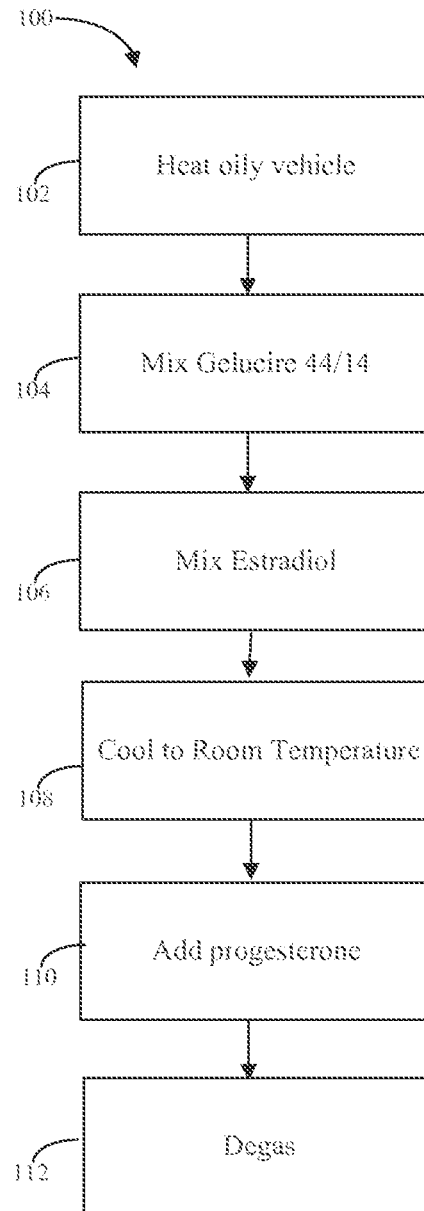 100
Heat oily vehicle
102
Mix Gelucire 44/14
104
Mix Estradiol
106
Cool to Room Temperature
108
Add progesterone
110
Degas
112